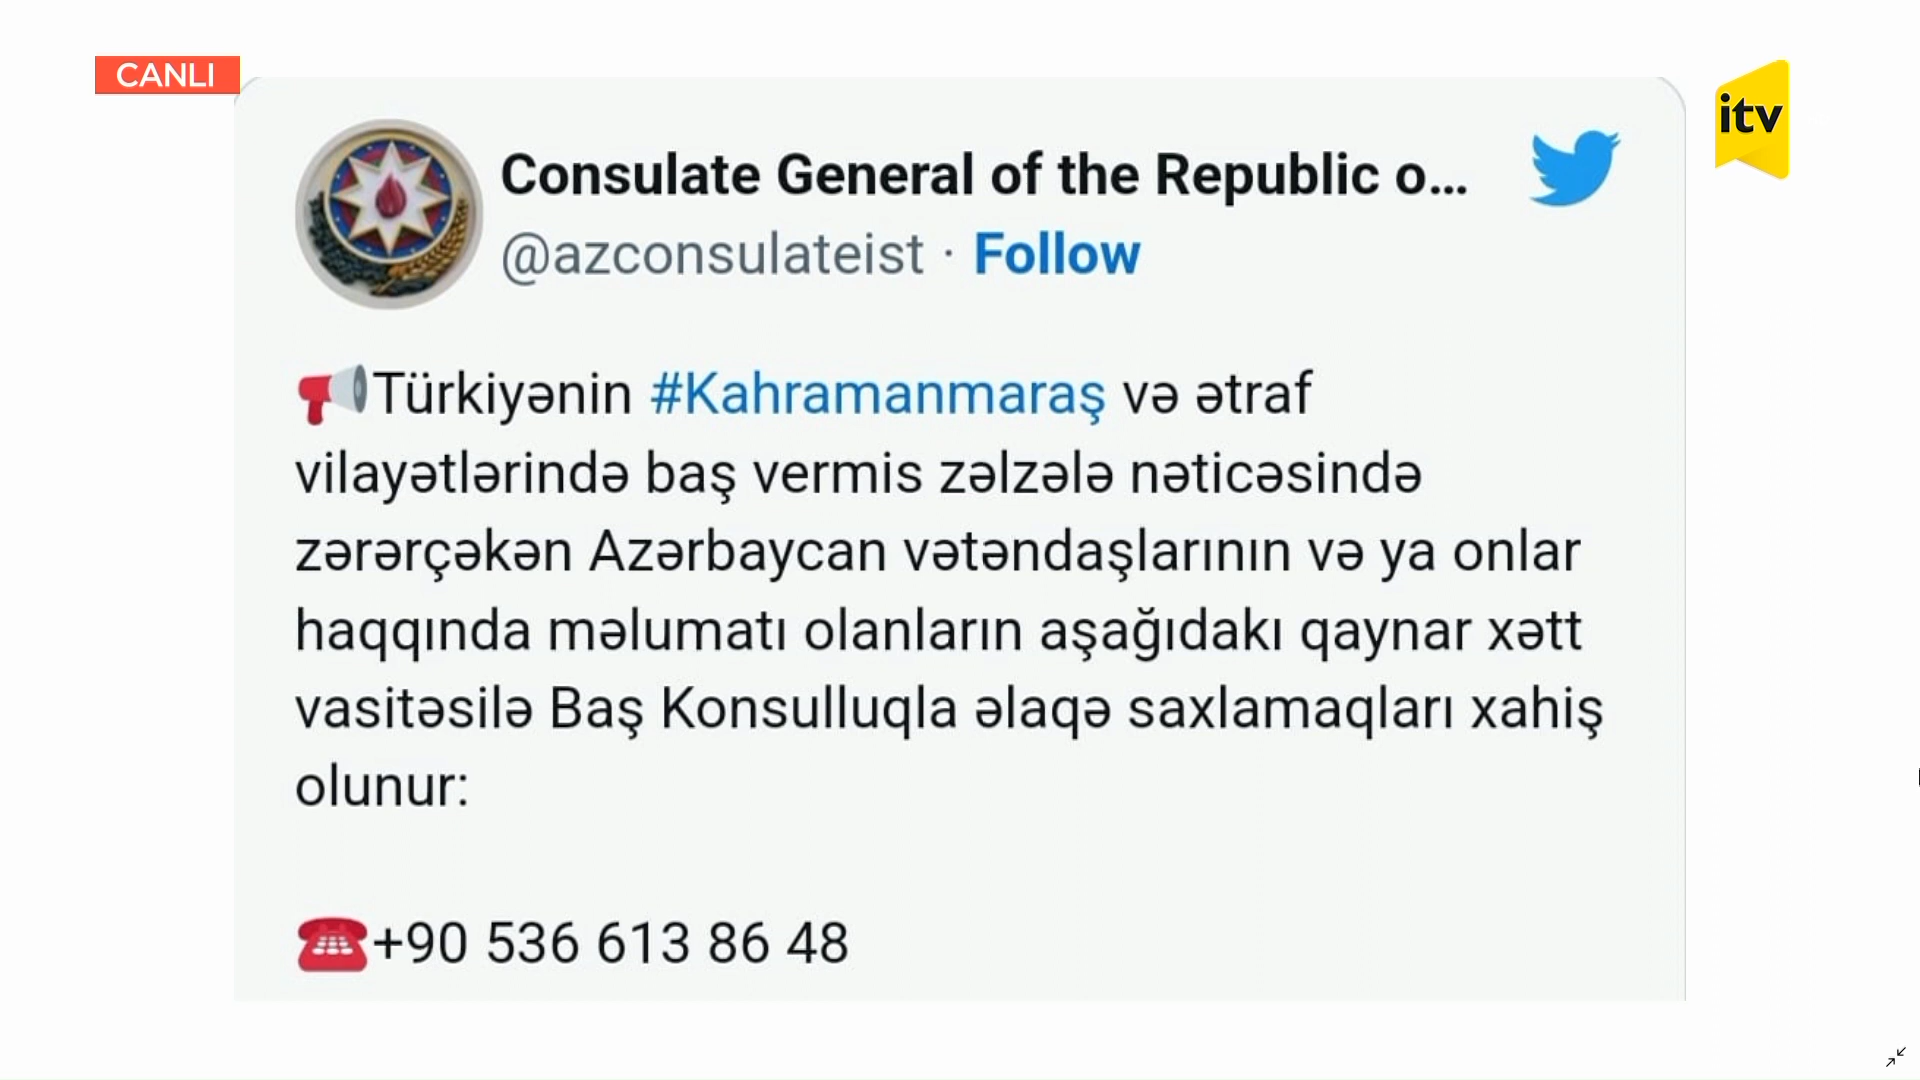 CANLI
itv
Consulate General of the Republic o...
@azconsulateist · Follow
Türkiyənin #Kahramanmaraş və ətraf
vilayətlərində baş vermis zəlzələ nəticəsində
zərərçəkən Azərbaycan vətəndaşlarının və ya onlar
haqqında məlumatı olanların aşağıdakı qaynar xətt
vasitəsilə Baş Konsulluqla əlaqə saxlamaqları xahiş
olunur:
+90 536 613 86 48